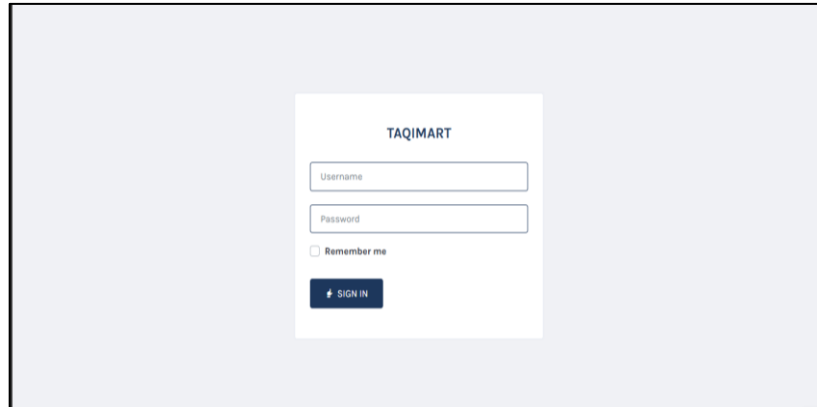 TAQIMART
Username
Password
Remember me
SIGN IN